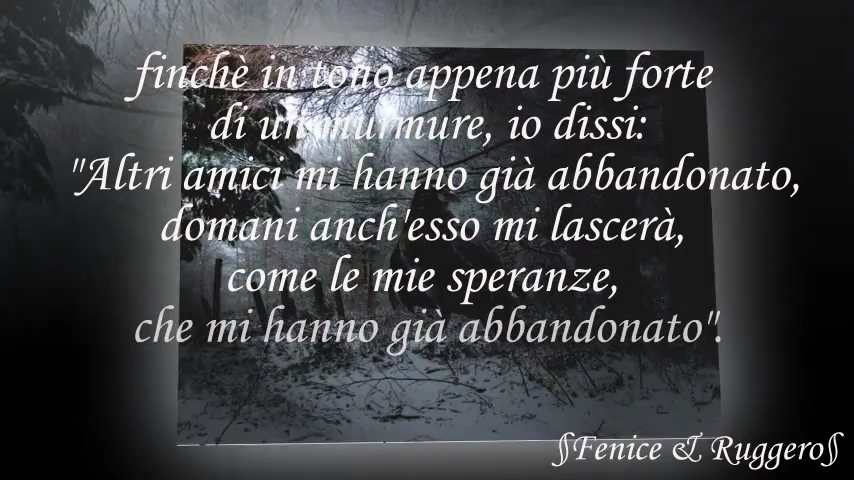 finchè in tono appena più forte
di un murmure, io dissi:
"Altri amici mi hanno già abbandonato,
domani anch'esso mi lascerà,
come le mie speranze,
che mi hanno già abbandonato".
§Fenice & Ruggero§